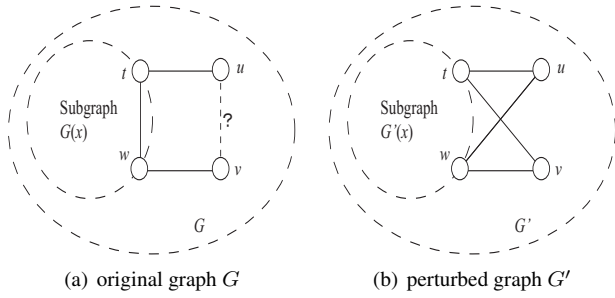 t
u
Subgraph
G(x)
?
w
v
G
(a) original graph G
t
u
Subgraph
G'(x)
w
v
G'
(b) perturbed graph G′